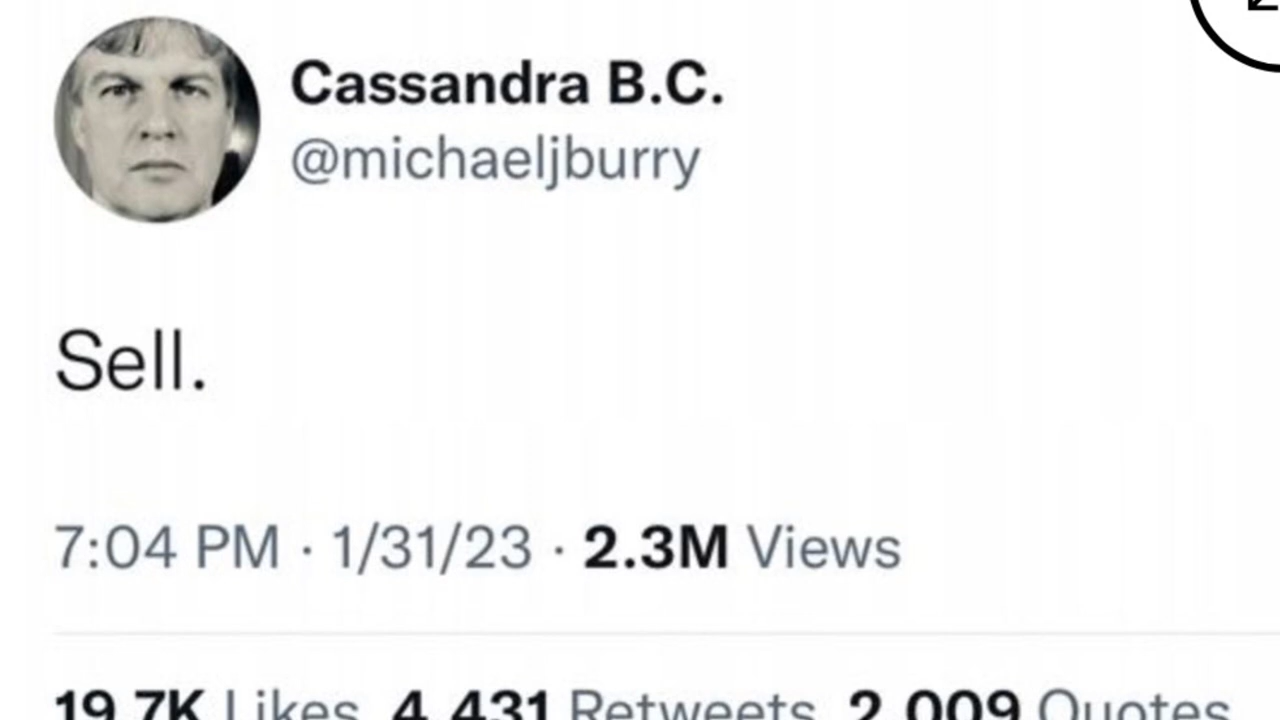 Cassandra B.C.
@michaeljburry
Sell.
7:04 PM · 1/31/23 · 2.3M Views
19.7K Likes 4,431 Retweets 2,009 Quotes